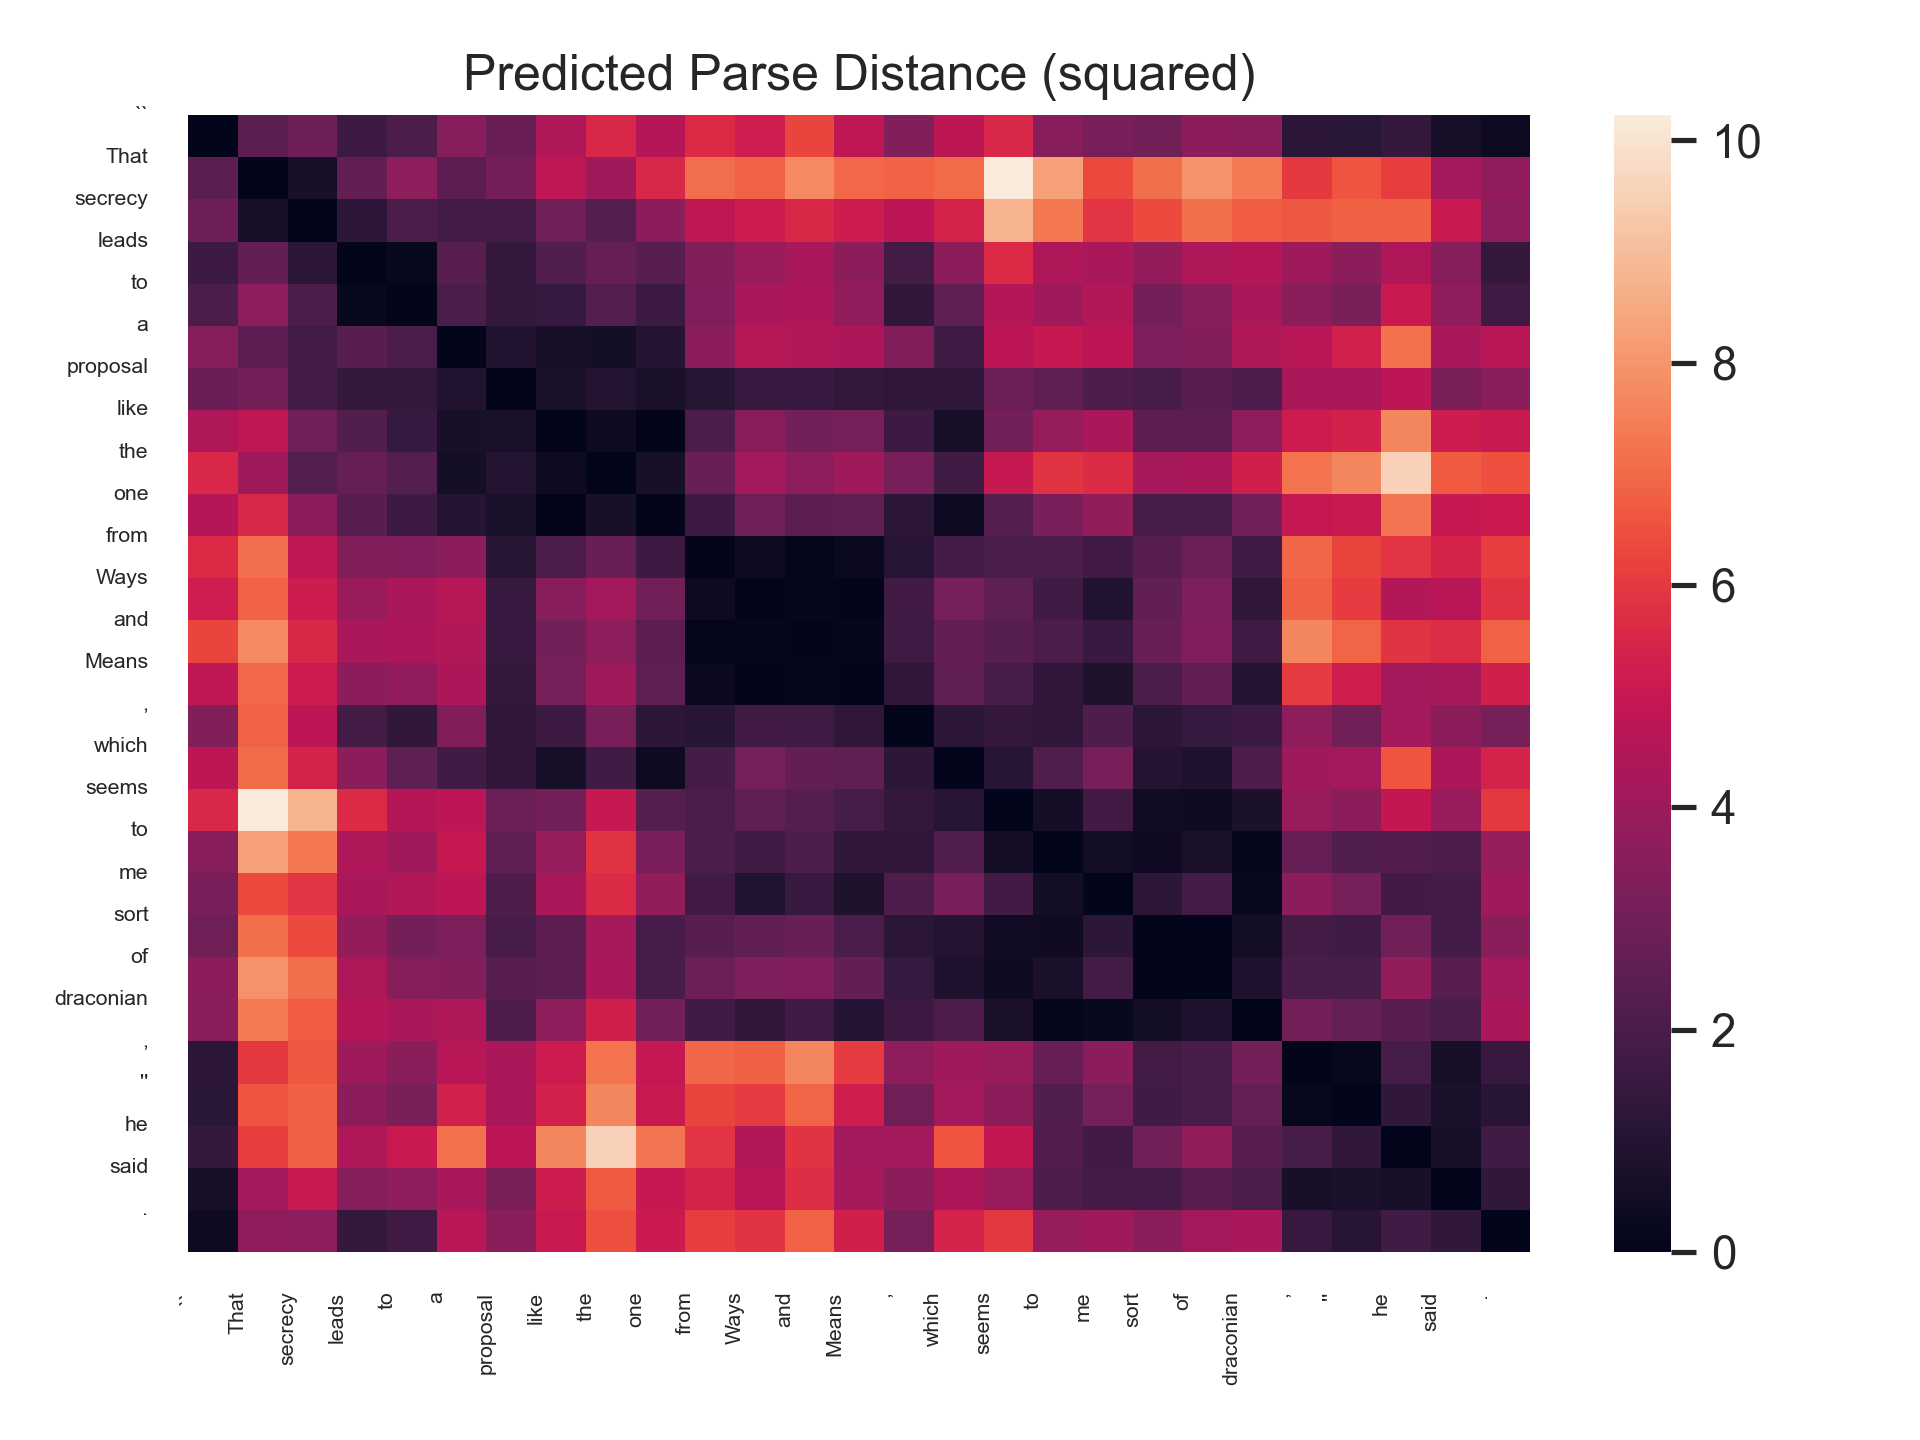 Predicted Parse Distance (squared)
``
That
secrecy
leads
to
a
proposal
like
the
one
from
Ways
and
Means
,
which
seems
to
me
sort
of
draconian
,
"
he
said
.
10
8
6
4
2
0
`` That secrecy leads to a proposal like the one from Ways and Means , which seems to me sort of draconian , " he said .